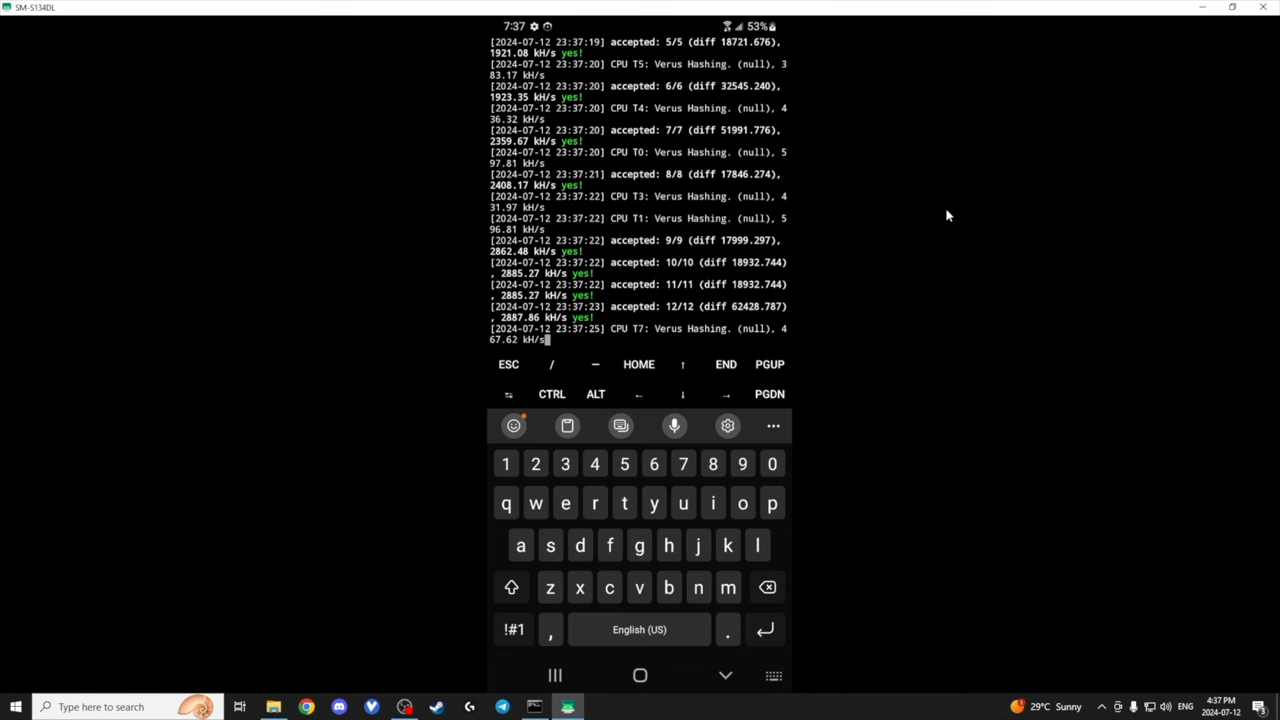 SM-S134DL
7:37 53%
[2024-07-12 23:37:19] accepted: 5/5 (diff 18721.676),
1921.08 kH/s yes!
[2024-07-12 23:37:20] CPU T5: Verus Hashing. (null), 3
83.17 kH/s
[2024-07-12 23:37:20] accepted: 6/6 (diff 32545.240),
1923.35 kH/s yes!
[2024-07-12 23:37:20] CPU T4: Verus Hashing. (null), 4
36.32 kH/s
[2024-07-12 23:37:20] accepted: 7/7 (diff 51991.776),
2359.67 kH/s yes!
[2024-07-12 23:37:20] CPU T0: Verus Hashing. (null), 5
97.81 kH/s
[2024-07-12 23:37:21] accepted: 8/8 (diff 17846.274),
2408.17 kH/s yes!
[2024-07-12 23:37:22] CPU T3: Verus Hashing. (null), 4
31.97 kH/s
[2024-07-12 23:37:22] CPU T1: Verus Hashing. (null), 5
96.81 kH/s
[2024-07-12 23:37:22] accepted: 9/9 (diff 17999.297),
2862.48 kH/s yes!
[2024-07-12 23:37:22] accepted: 10/10 (diff 18932.744)
, 2885.27 kH/s yes!
[2024-07-12 23:37:22] accepted: 11/11 (diff 18932.744)
, 2885.27 kH/s yes!
[2024-07-12 23:37:23] accepted: 12/12 (diff 62428.787)
, 2887.86 kH/s yes!
[2024-07-12 23:37:25] CPU T7: Verus Hashing. (null), 4
67.62 kH/s
ESC / — HOME ↑ END PGUP
CTRL ALT ← ↓ → PGDN
1 2 3 4 5 6 7 8 9 0
q w e r t y u i o p
a s d f g h j k l
z x c v b n m
!#1 , English (US) .
Type here to search
29°C Sunny
ENG
4:37 PM
2024-07-12
3